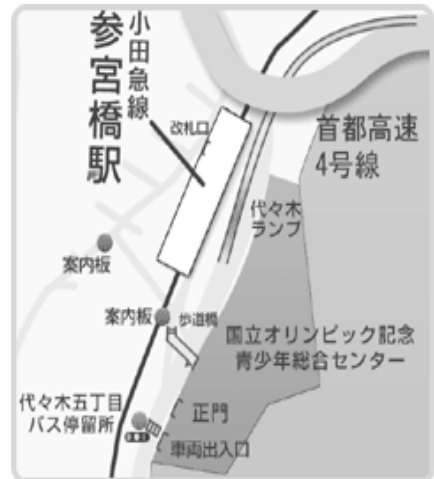 小田急線
参宮橋駅
改札口
首都高速
4号線
代々木
ランプ
案内板
案内板
歩道橋
国立オリンピック記念
青少年総合センター
代々木五丁目
バス停留所
正門
車両出入口